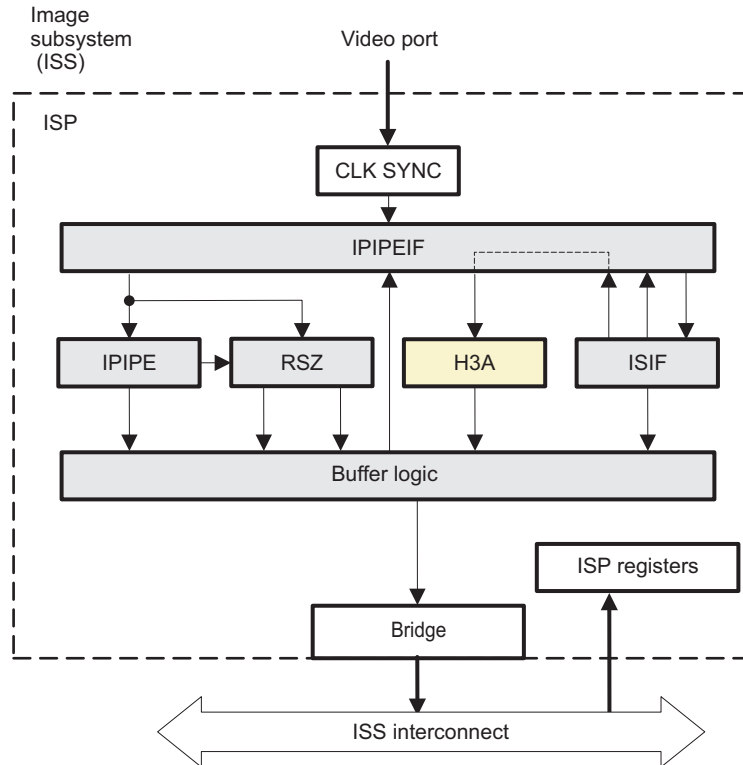 Image
subsystem
(ISS)
Video port
ISP
CLK SYNC
IPIPEIF
IPIPE
RSZ
H3A
ISIF
Buffer logic
ISP registers
Bridge
ISS interconnect